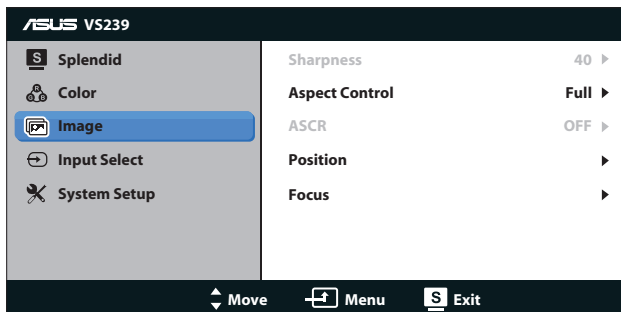 ASUS VS239
S Splendid
Color
Image
Input Select
System Setup
Sharpness 40
Aspect Control Full
ASCR OFF
Position
Focus
Move Menu S Exit